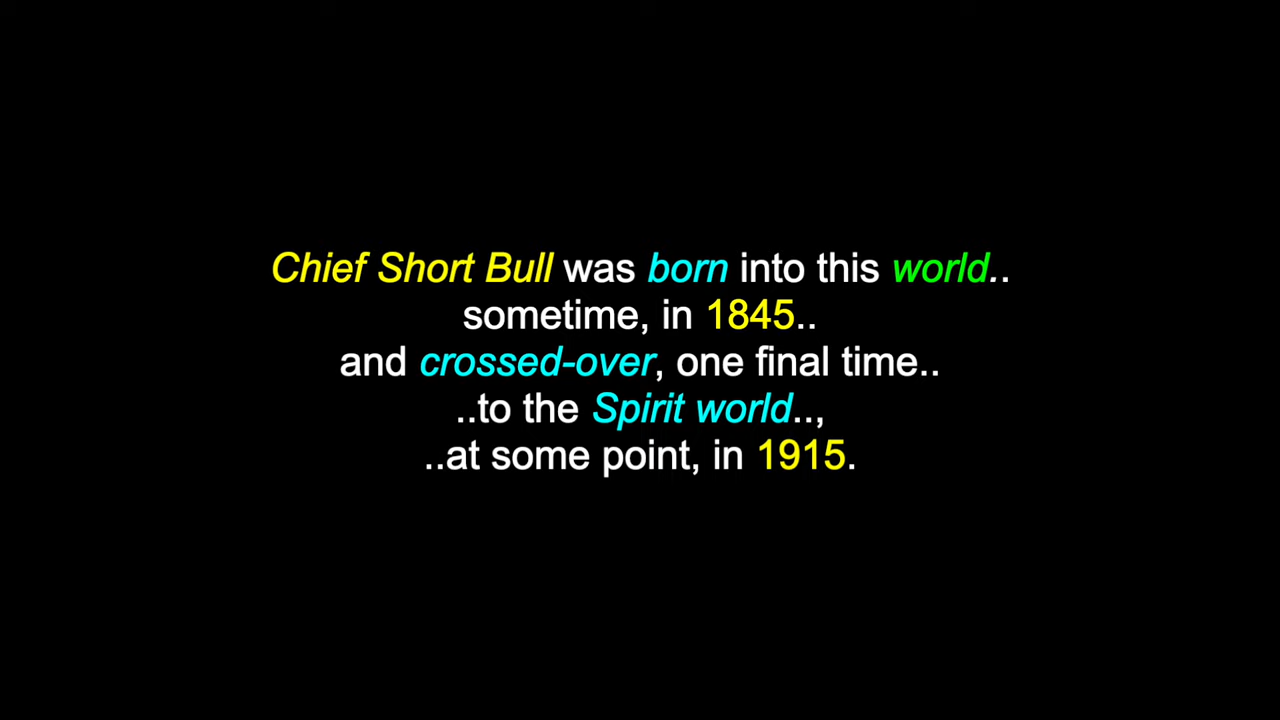 Chief Short Bull was born into this world..
sometime, in 1845..
and crossed-over, one final time..
..to the Spirit world..,
..at some point, in 1915.